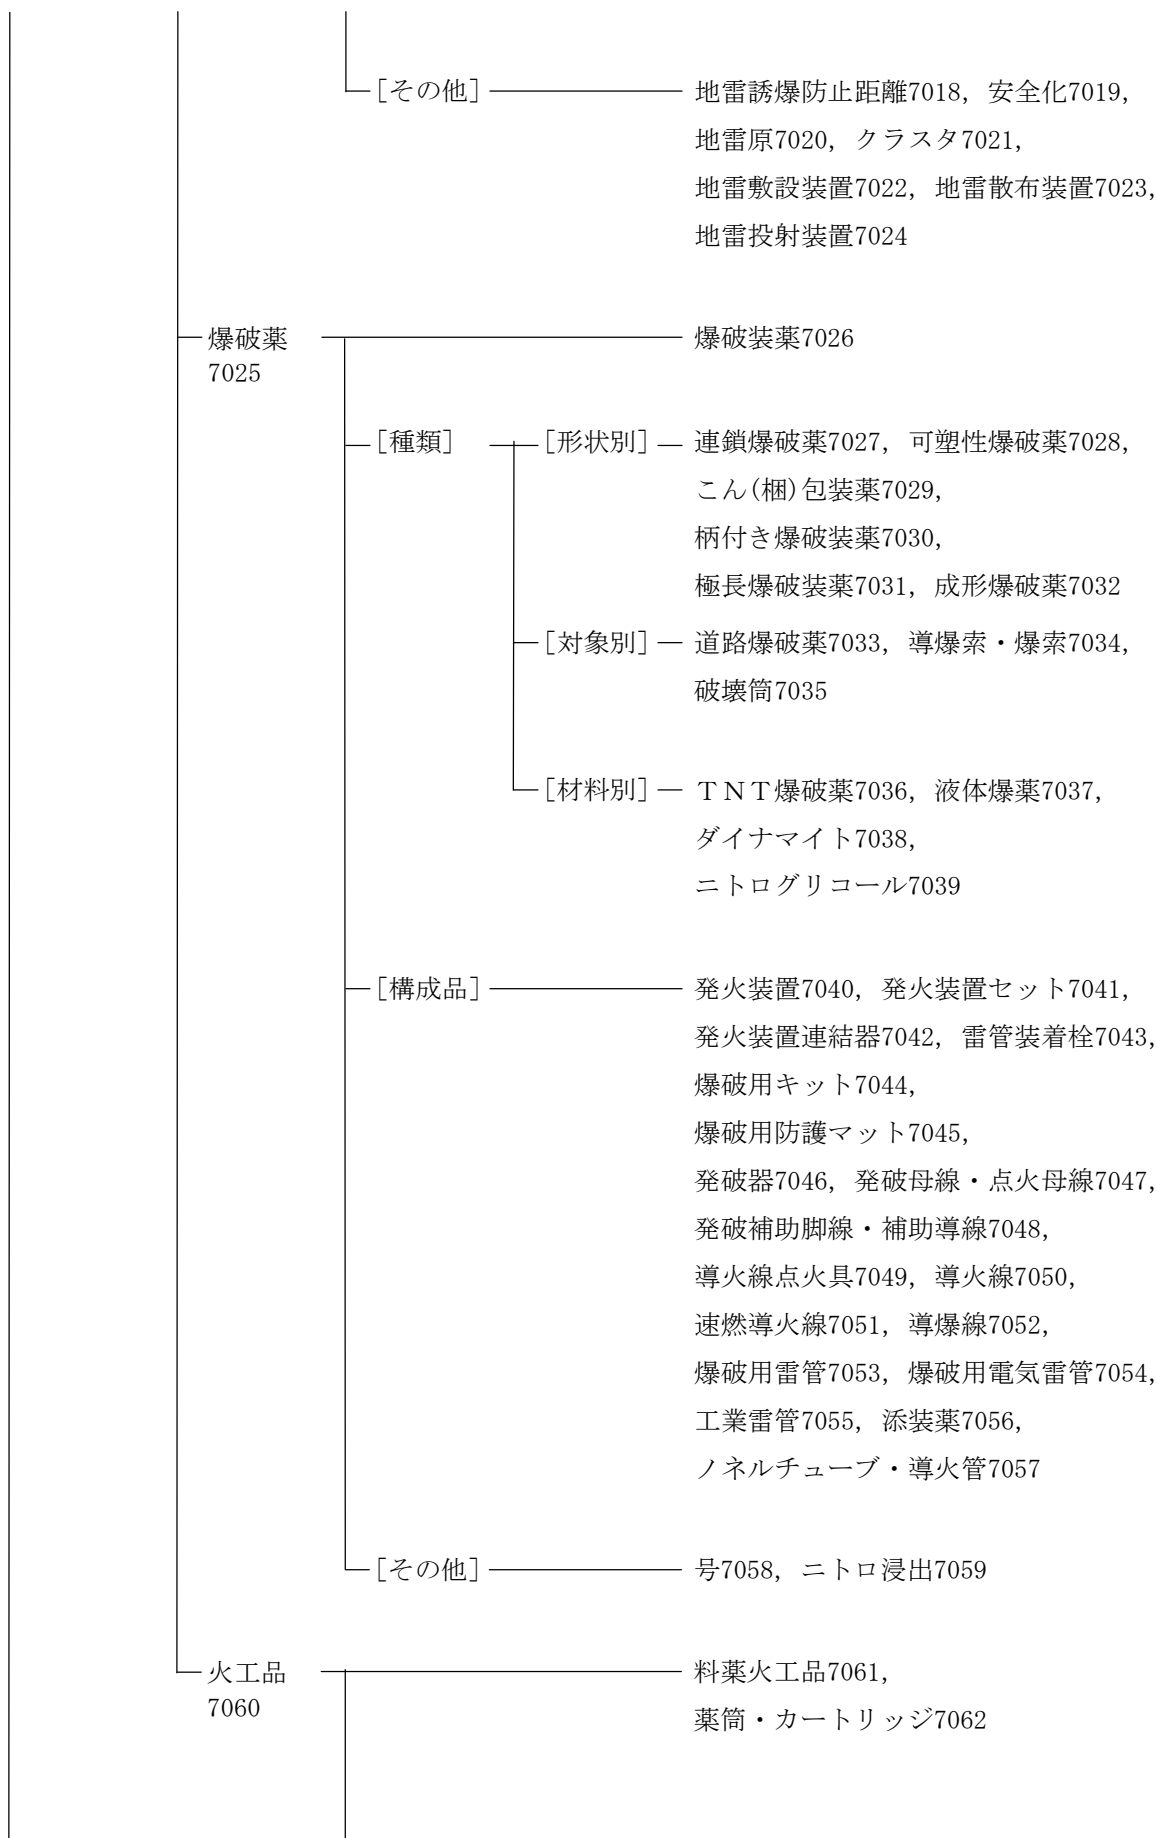 [その他] 地雷誘爆防止距離7018, 安全化7019,
地雷原7020, クラスタ7021,
地雷敷設装置7022, 地雷散布装置7023,
地雷投射装置7024
爆破薬 爆破装薬7026
7025
[種類] [形状別] 連鎖爆破薬7027, 可塑性爆破薬7028,
こん(梱)包装薬7029,
柄付き爆破装薬7030,
極長爆破装薬7031, 成形爆破薬7032
[対象別] 道路爆破薬7033, 導爆索・爆索7034,
破壊筒7035
[材料別] ＴＮＴ爆破薬7036, 液体爆薬7037,
ダイナマイト7038,
ニトログリコール7039
[構成品] 発火装置7040, 発火装置セット7041,
発火装置連結器7042, 雷管装着栓7043,
爆破用キット7044,
爆破用防護マット7045,
発破器7046, 発破母線・点火母線7047,
発破補助脚線・補助導線7048,
導火線点火具7049, 導火線7050,
速燃導火線7051, 導爆線7052,
爆破用雷管7053, 爆破用電気雷管7054,
工業雷管7055, 添装薬7056,
ノネルチューブ・導火管7057
[その他] 号7058, ニトロ浸出7059
火工品 料薬火工品7061,
7060
薬筒・カートリッジ7062